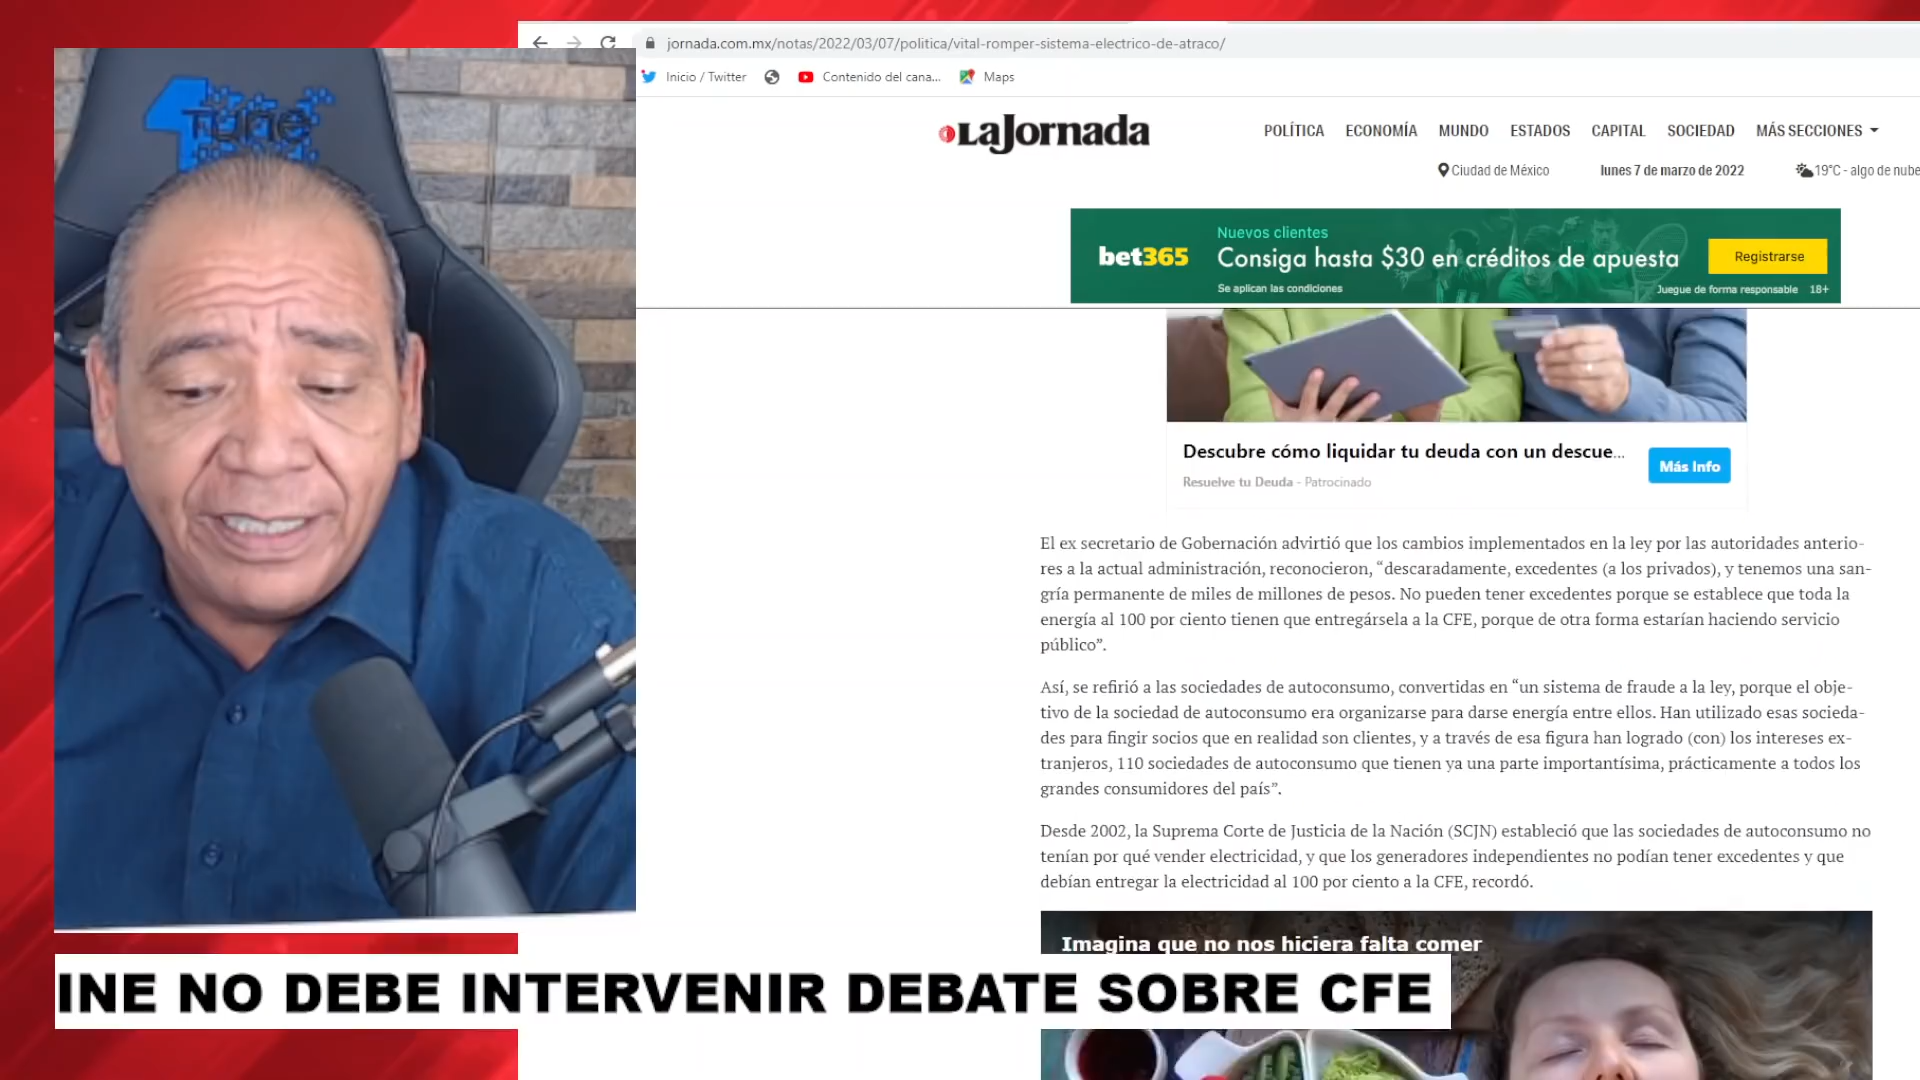 jornada.com.mx/notas/2022/03/07/politica/vital-romper-sistema-electrico-de-atraco/
Inicio / Twitter
Contenido del cana...
Maps
LaJornada
POLÍTICA ECONOMÍA MUNDO ESTADOS CAPITAL SOCIEDAD MÁS SECCIONES
Ciudad de México lunes 7 de marzo de 2022 19°C - algo de nube
bet365
Nuevos clientes
Consiga hasta $30 en créditos de apuesta
Registrarse
Se aplican las condiciones
Juegue de forma responsable 18+
Descubre cómo liquidar tu deuda con un descue...
Resuelve tu Deuda - Patrocinado
Más Info
El ex secretario de Gobernación advirtió que los cambios implementados en la ley por las autoridades anterio-
res a la actual administración, reconocieron, “descaradamente, excedentes (a los privados), y tenemos una san-
gría permanente de miles de millones de pesos. No pueden tener excedentes porque se establece que toda la
energía al 100 por ciento tienen que entregársela a la CFE, porque de otra forma estarían haciendo servicio
público”.
Así, se refirió a las sociedades de autoconsumo, convertidas en “un sistema de fraude a la ley, porque el obje-
tivo de la sociedad de autoconsumo era organizarse para darse energía entre ellos. Han utilizado esas socieda-
des para fingir socios que en realidad son clientes, y a través de esa figura han logrado (con) los intereses ex-
tranjeros, 110 sociedades de autoconsumo que tienen ya una parte importantísima, prácticamente a todos los
grandes consumidores del país”.
Desde 2002, la Suprema Corte de Justicia de la Nación (SCJN) estableció que las sociedades de autoconsumo no
tenían por qué vender electricidad, y que los generadores independientes no podían tener excedentes y que
debían entregar la electricidad al 100 por ciento a la CFE, recordó.
Imagina que no nos hiciera falta comer
INE NO DEBE INTERVENIR DEBATE SOBRE CFE